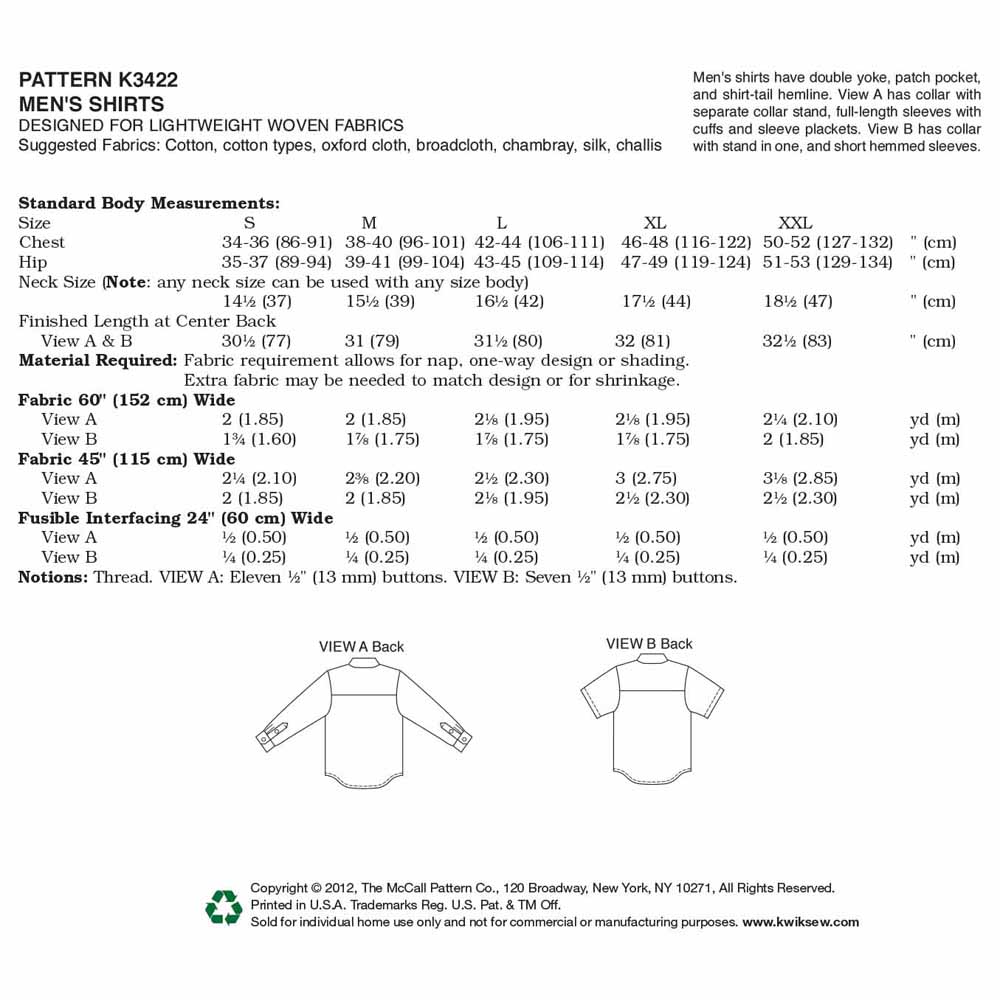 PATTERN K3422
MEN'S SHIRTS
DESIGNED FOR LIGHTWEIGHT WOVEN FABRICS
Suggested Fabrics: Cotton, cotton types, oxford cloth, broadcloth, chambray, silk, challis
Men's shirts have double yoke, patch pocket,
and shirt-tail hemline. View A has collar with
separate collar stand, full-length sleeves with
cuffs and sleeve plackets. View B has collar
with stand in one, and short hemmed sleeves.
Standard Body Measurements:
Size S M L XL XXL
Chest 34-36 (86-91) 38-40 (96-101) 42-44 (106-111) 46-48 (116-122) 50-52 (127-132) " (cm)
Hip 35-37 (89-94) 39-41 (99-104) 43-45 (109-114) 47-49 (119-124) 51-53 (129-134) " (cm)
Neck Size (Note: any neck size can be used with any size body)
14½ (37) 15½ (39) 16½ (42) 17½ (44) 18½ (47) " (cm)
Finished Length at Center Back
View A & B 30½ (77) 31 (79) 31½ (80) 32 (81) 32½ (83) " (cm)
Material Required: Fabric requirement allows for nap, one-way design or shading.
Extra fabric may be needed to match design or for shrinkage.
Fabric 60" (152 cm) Wide
View A 2 (1.85) 2 (1.85) 2⅛ (1.95) 2⅛ (1.95) 2¼ (2.10) yd (m)
View B 1¾ (1.60) 1⅞ (1.75) 1⅞ (1.75) 1⅞ (1.75) 2 (1.85) yd (m)
Fabric 45" (115 cm) Wide
View A 2¼ (2.10) 2⅜ (2.20) 2½ (2.30) 3 (2.75) 3⅛ (2.85) yd (m)
View B 2 (1.85) 2 (1.85) 2⅛ (1.95) 2½ (2.30) 2½ (2.30) yd (m)
Fusible Interfacing 24" (60 cm) Wide
View A ½ (0.50) ½ (0.50) ½ (0.50) ½ (0.50) ½ (0.50) yd (m)
View B ¼ (0.25) ¼ (0.25) ¼ (0.25) ¼ (0.25) ¼ (0.25) yd (m)
Notions: Thread. VIEW A: Eleven ½" (13 mm) buttons. VIEW B: Seven ½" (13 mm) buttons.
VIEW A Back
VIEW B Back
Copyright © 2012, The McCall Pattern Co., 120 Broadway, New York, NY 10271, All Rights Reserved.
Printed in U.S.A. Trademarks Reg. U.S. Pat. & TM Off.
Sold for individual home use only and not for commercial or manufacturing purposes. www.kwiksew.com